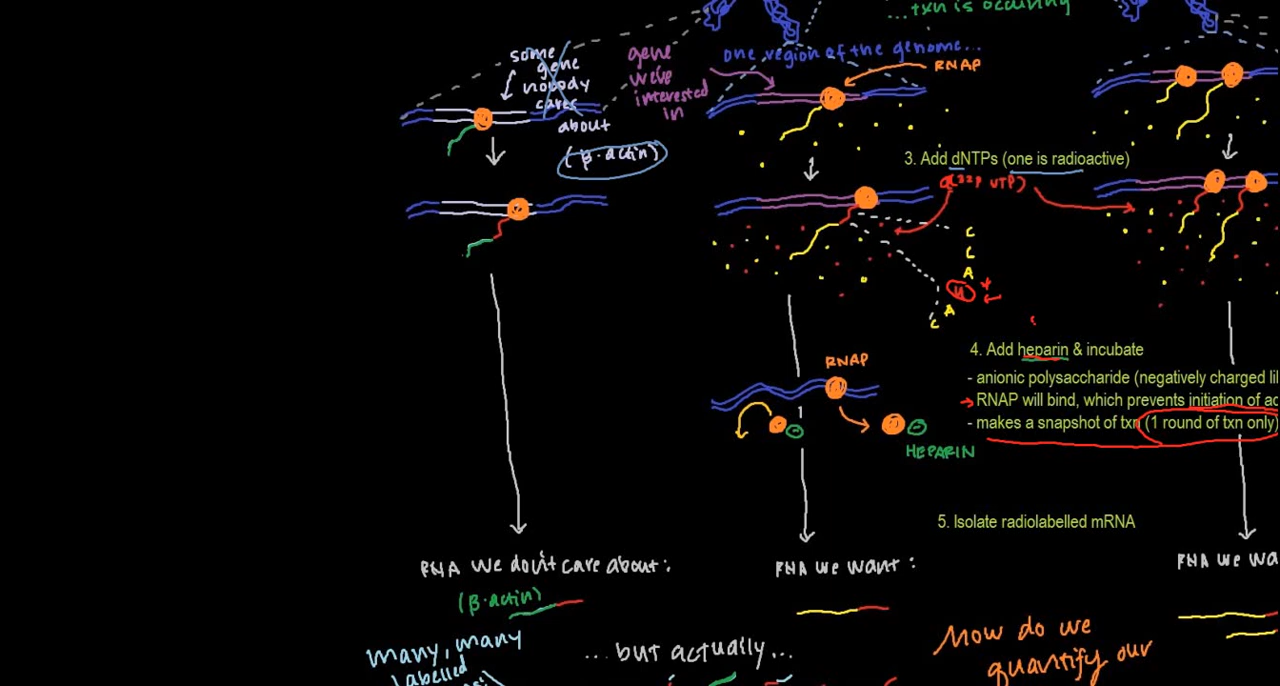 ...txn is occuring
some
gene
nobody
cares
about
(β-actin)
gene
we're
interested
in
one region of the genome...
RNAP
3. Add dNTPs (one is radioactive)
α(32P UTP)
C
C
A
U *
A
C
4. Add heparin & incubate
- anionic polysaccharide (negatively charged li
RNAP will bind, which prevents initiation of ad
- makes a snapshot of txn (1 round of txn only)
RNAP
HEPARIN
5. Isolate radiolabelled mRNA
RNA we don't care about:
(β-actin)
RNA we want:
RNA we wa
many, many
labelled
...but actually...
How do we
quantify our